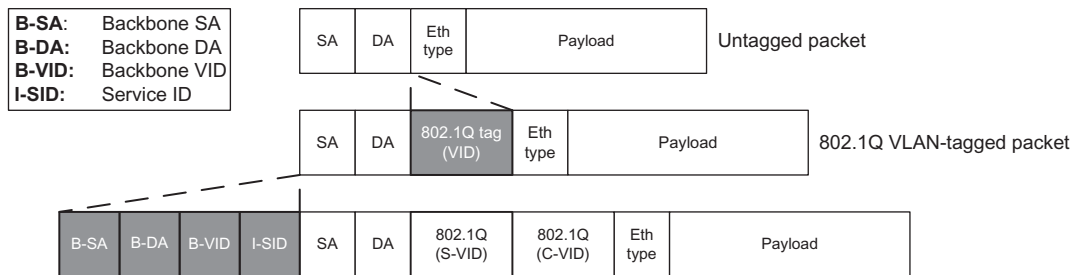 B-SA: Backbone SA
B-DA: Backbone DA
B-VID: Backbone VID
I-SID: Service ID
SA DA Eth type Payload Untagged packet
SA DA 802.1Q tag (VID) Eth type Payload 802.1Q VLAN-tagged packet
B-SA B-DA B-VID I-SID SA DA 802.1Q (S-VID) 802.1Q (C-VID) Eth type Payload